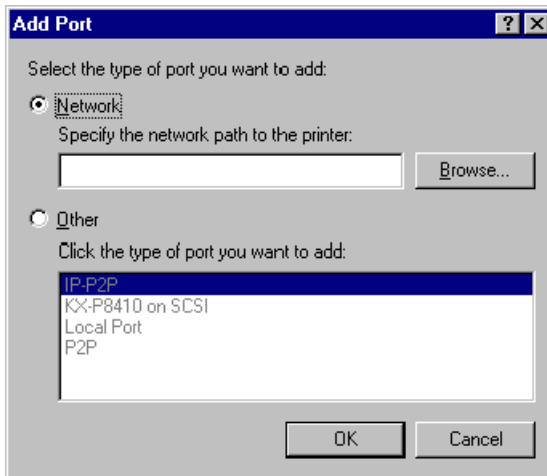 Add Port
Select the type of port you want to add:
Network
Specify the network path to the printer:
Browse...
Other
Click the type of port you want to add:
IP-P2P
KX-P8410 on SCSI
Local Port
P2P
OK
Cancel